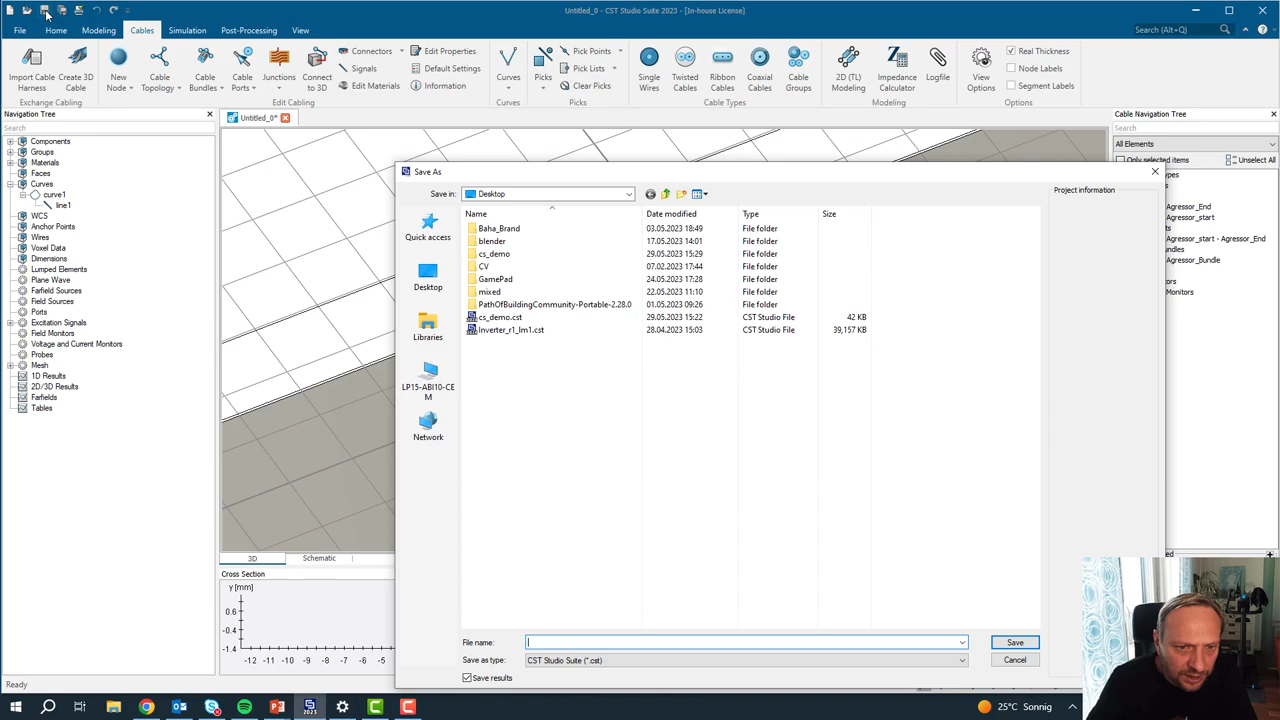 Untitled_0 - CST Studio Suite 2023 - [In-house License]
File Home Modeling Cables Simulation Post-Processing View Search (Alt+Q)
Import Cable Harness
Create 3D Cable
Exchange Cabling
New Node
Cable Topology
Cable Bundles
Cable Ports
Junctions
Connect to 3D
Connectors
Signals
Edit Properties
Default Settings
Edit Materials
Information
Edit Cabling
Curves
Curves
Picks
Pick Points
Pick Lists
Clear Picks
Picks
Single Wires
Twisted Cables
Ribbon Cables
Coaxial Cables
Cable Groups
Cable Types
2D (TL) Modeling
Impedance Calculator
Logfile
Modeling
View Options
Real Thickness
Node Labels
Segment Labels
Options
Navigation Tree
Search
Components
Groups
Materials
Faces
Curves
curve1
line1
WCS
Anchor Points
Wires
Voxel Data
Dimensions
Lumped Elements
Plane Wave
Farfield Sources
Field Sources
Ports
Excitation Signals
Field Monitors
Voltage and Current Monitors
Probes
Mesh
1D Results
2D/3D Results
Farfields
Tables
Untitled_0*
Save As
Save in: Desktop
Project information
Quick access
Desktop
Libraries
LP15-ABI10-CEM
Network
Name Date modified Type Size
Baha_Brand 03.05.2023 18:49 File folder
blender 17.05.2023 14:01 File folder
cs_demo 29.05.2023 15:29 File folder
CV 07.02.2023 17:44 File folder
GamePad 24.05.2023 17:28 File folder
mixed 22.05.2023 11:10 File folder
PathOfBuildingCommunity-Portable-2.28.0 01.05.2023 09:26 File folder
cs_demo.cst 29.05.2023 15:22 CST Studio File 42 KB
Inverter_r1_lm1.cst 28.04.2023 15:03 CST Studio File 39,157 KB
File name: Save
Save as type: CST Studio Suite (*.cst) Cancel
Save results
Cable Navigation Tree
Search
All Elements
Only selected items Unselect All
Agressor_End
Agressor_start
Agressor_start - Agressor_End
Agressor_Bundle
Monitors
3D Schematic
Cross Section
y [mm]
0.6
-0.4
-1.4
-12 -11 -10 -9 -8 -7 -6
Ready
2023
25°C Sonnig